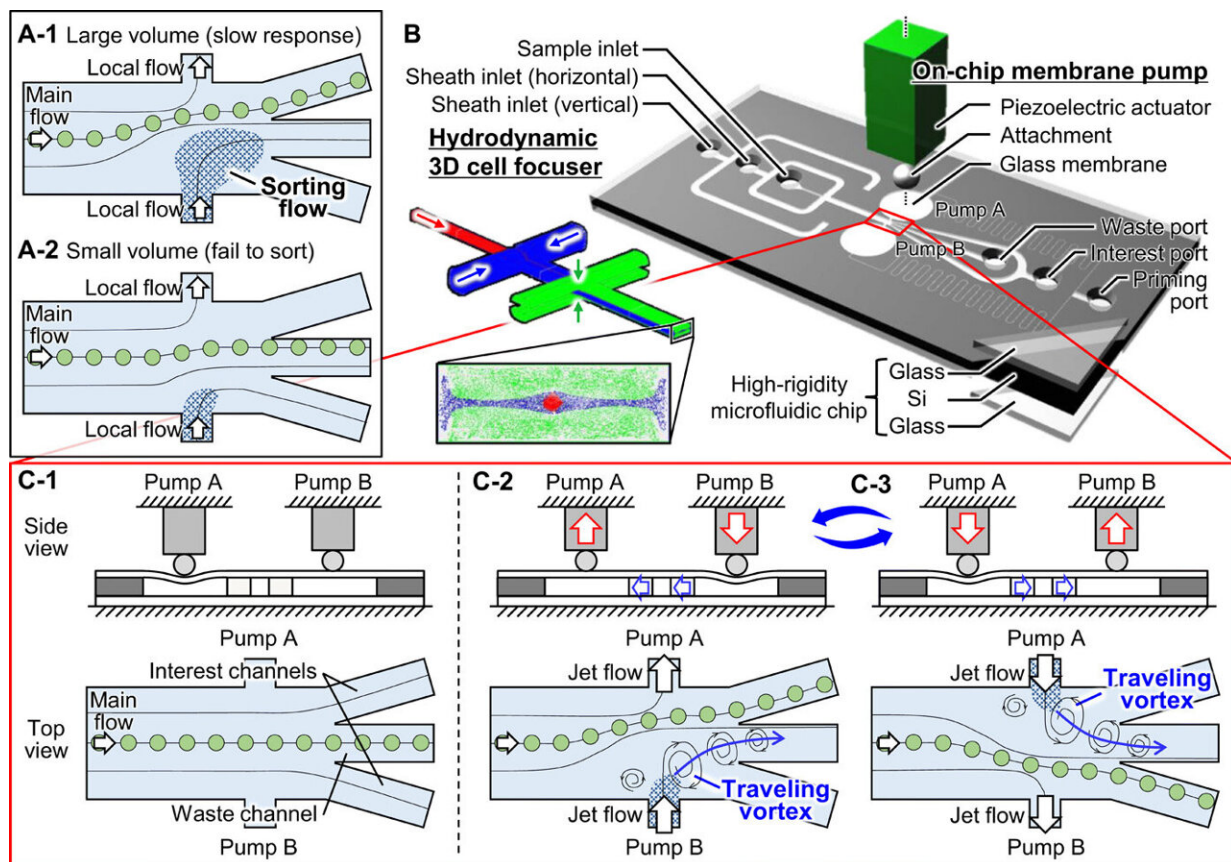 A-1 Large volume (slow response)
Local flow
Main
flow
Sorting
flow
Local flow
A-2 Small volume (fail to sort)
Local flow
Main
flow
Local flow
B
Sample inlet
Sheath inlet (horizontal)
Sheath inlet (vertical)
Hydrodynamic
3D cell focuser
On-chip membrane pump
Piezoelectric actuator
Attachment
Glass membrane
Pump A
Pump B
Waste port
Interest port
Priming
port
High-rigidity
microfluidic chip
Glass
Si
Glass
C-1
Pump A
Pump B
Side
view
Pump A
Interest channels
Main
flow
Top
view
Waste channel
Pump B
C-2
Pump A
Pump B
Pump A
Jet flow
Traveling
vortex
Jet flow
Pump B
C-3
Pump A
Pump B
Pump A
Jet flow
Traveling
vortex
Jet flow
Pump B